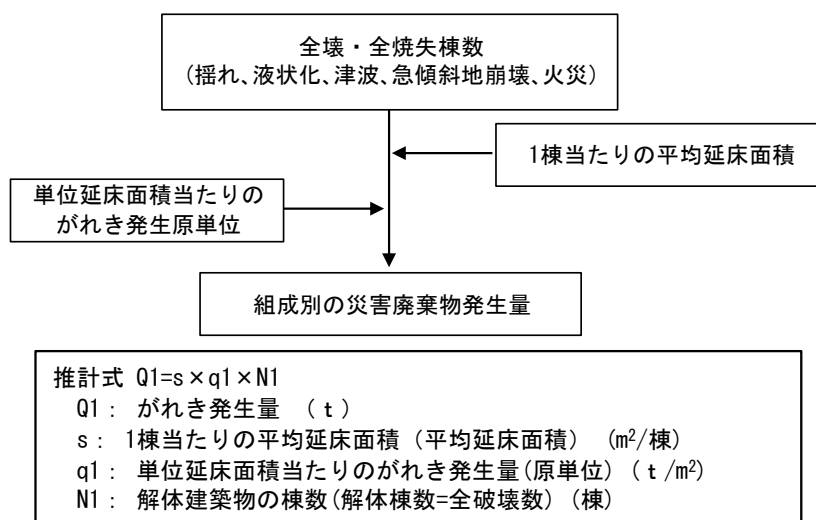 全壊・全焼失棟数
(揺れ、液状化、津波、急傾斜地崩壊、火災)
1棟当たりの平均延床面積
単位延床面積当たりの
がれき発生原単位
組成別の災害廃棄物発生量
推計式 Q1=s×q1×N1
Q1： がれき発生量 (ｔ)
s： 1棟当たりの平均延床面積 (平均延床面積) (m²/棟)
q1： 単位延床面積当たりのがれき発生量(原単位) (ｔ/m²)
N1： 解体建築物の棟数(解体棟数=全破壊数) (棟)